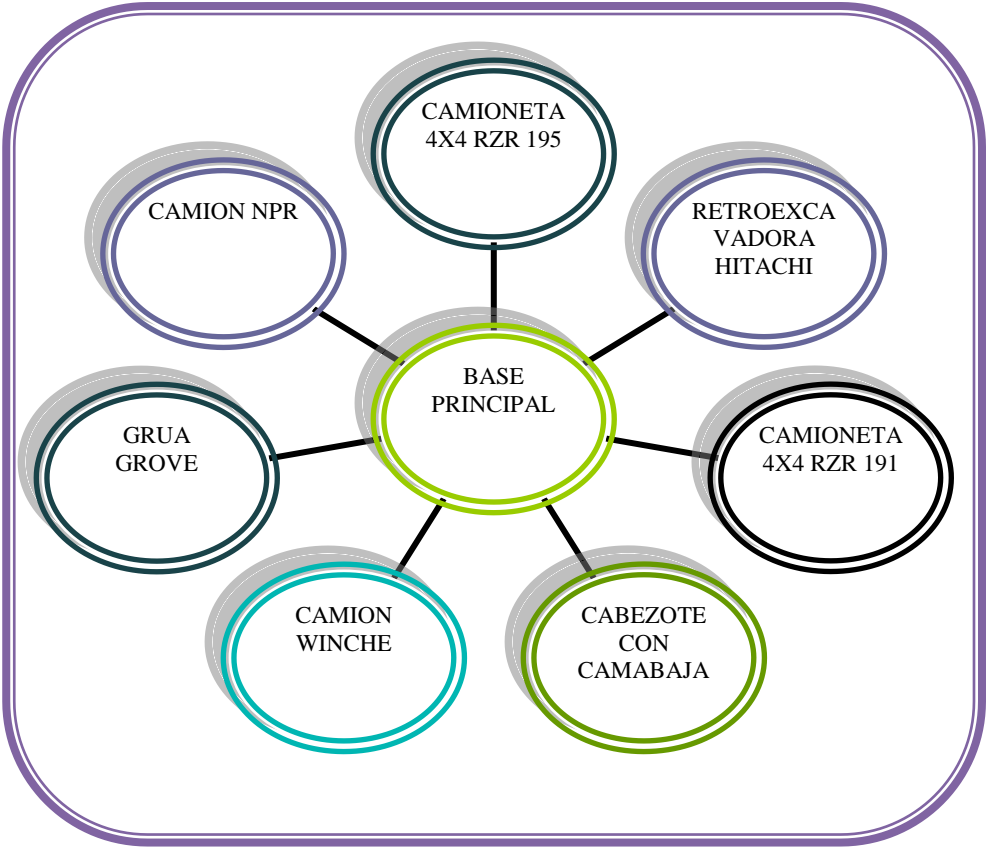 CAMIONETA
4X4 RZR 195
CAMION NPR
RETROEXCA
VADORA
HITACHI
BASE
PRINCIPAL
GRUA
GROVE
CAMIONETA
4X4 RZR 191
CAMION
WINCHE
CABEZOTE
CON
CAMABAJA